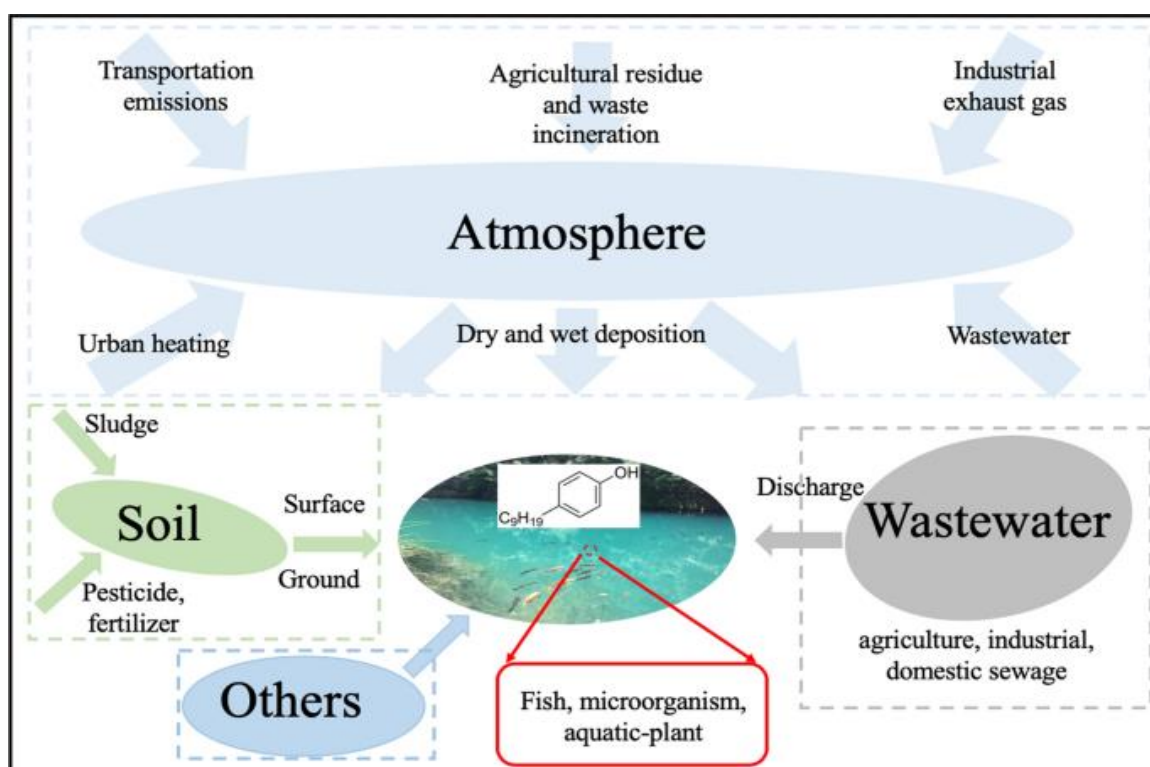 Transportation
emissions
Agricultural residue
and waste
incineration
Industrial
exhaust gas
Atmosphere
Urban heating
Dry and wet deposition
Wastewater
Sludge
Soil
Surface
Ground
Pesticide,
fertilizer
OH
C9H19
Discharge
Wastewater
agriculture, industrial,
domestic sewage
Others
Fish, microorganism,
aquatic-plant